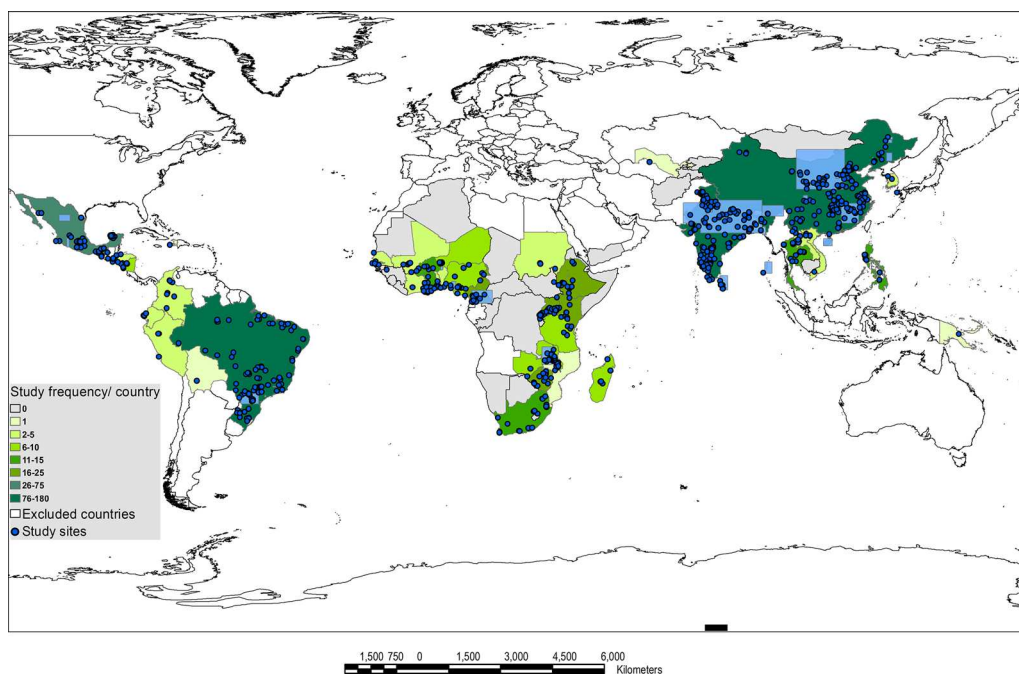 Study frequency/ country
0
1
2-5
6-10
11-15
16-25
26-75
76-180
Excluded countries
Study sites
1,500 750 0 1,500 3,000 4,500 6,000
Kilometers